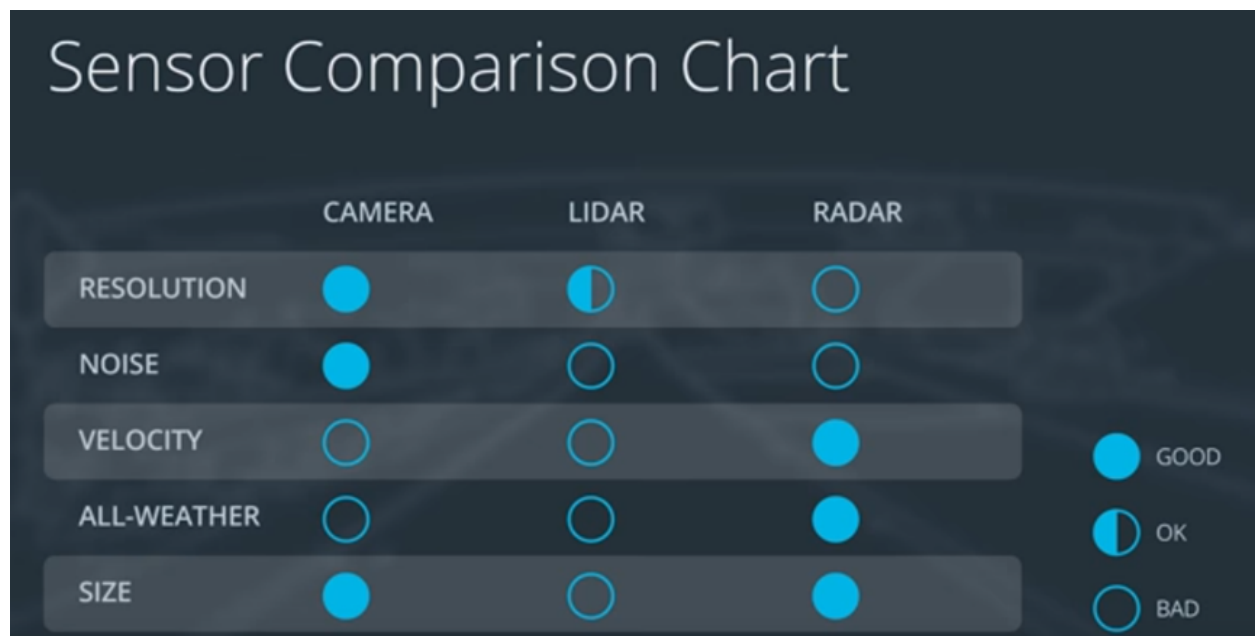 Sensor Comparison Chart
CAMERA LIDAR RADAR
RESOLUTION
NOISE
VELOCITY
GOOD
ALL-WEATHER
OK
SIZE
BAD